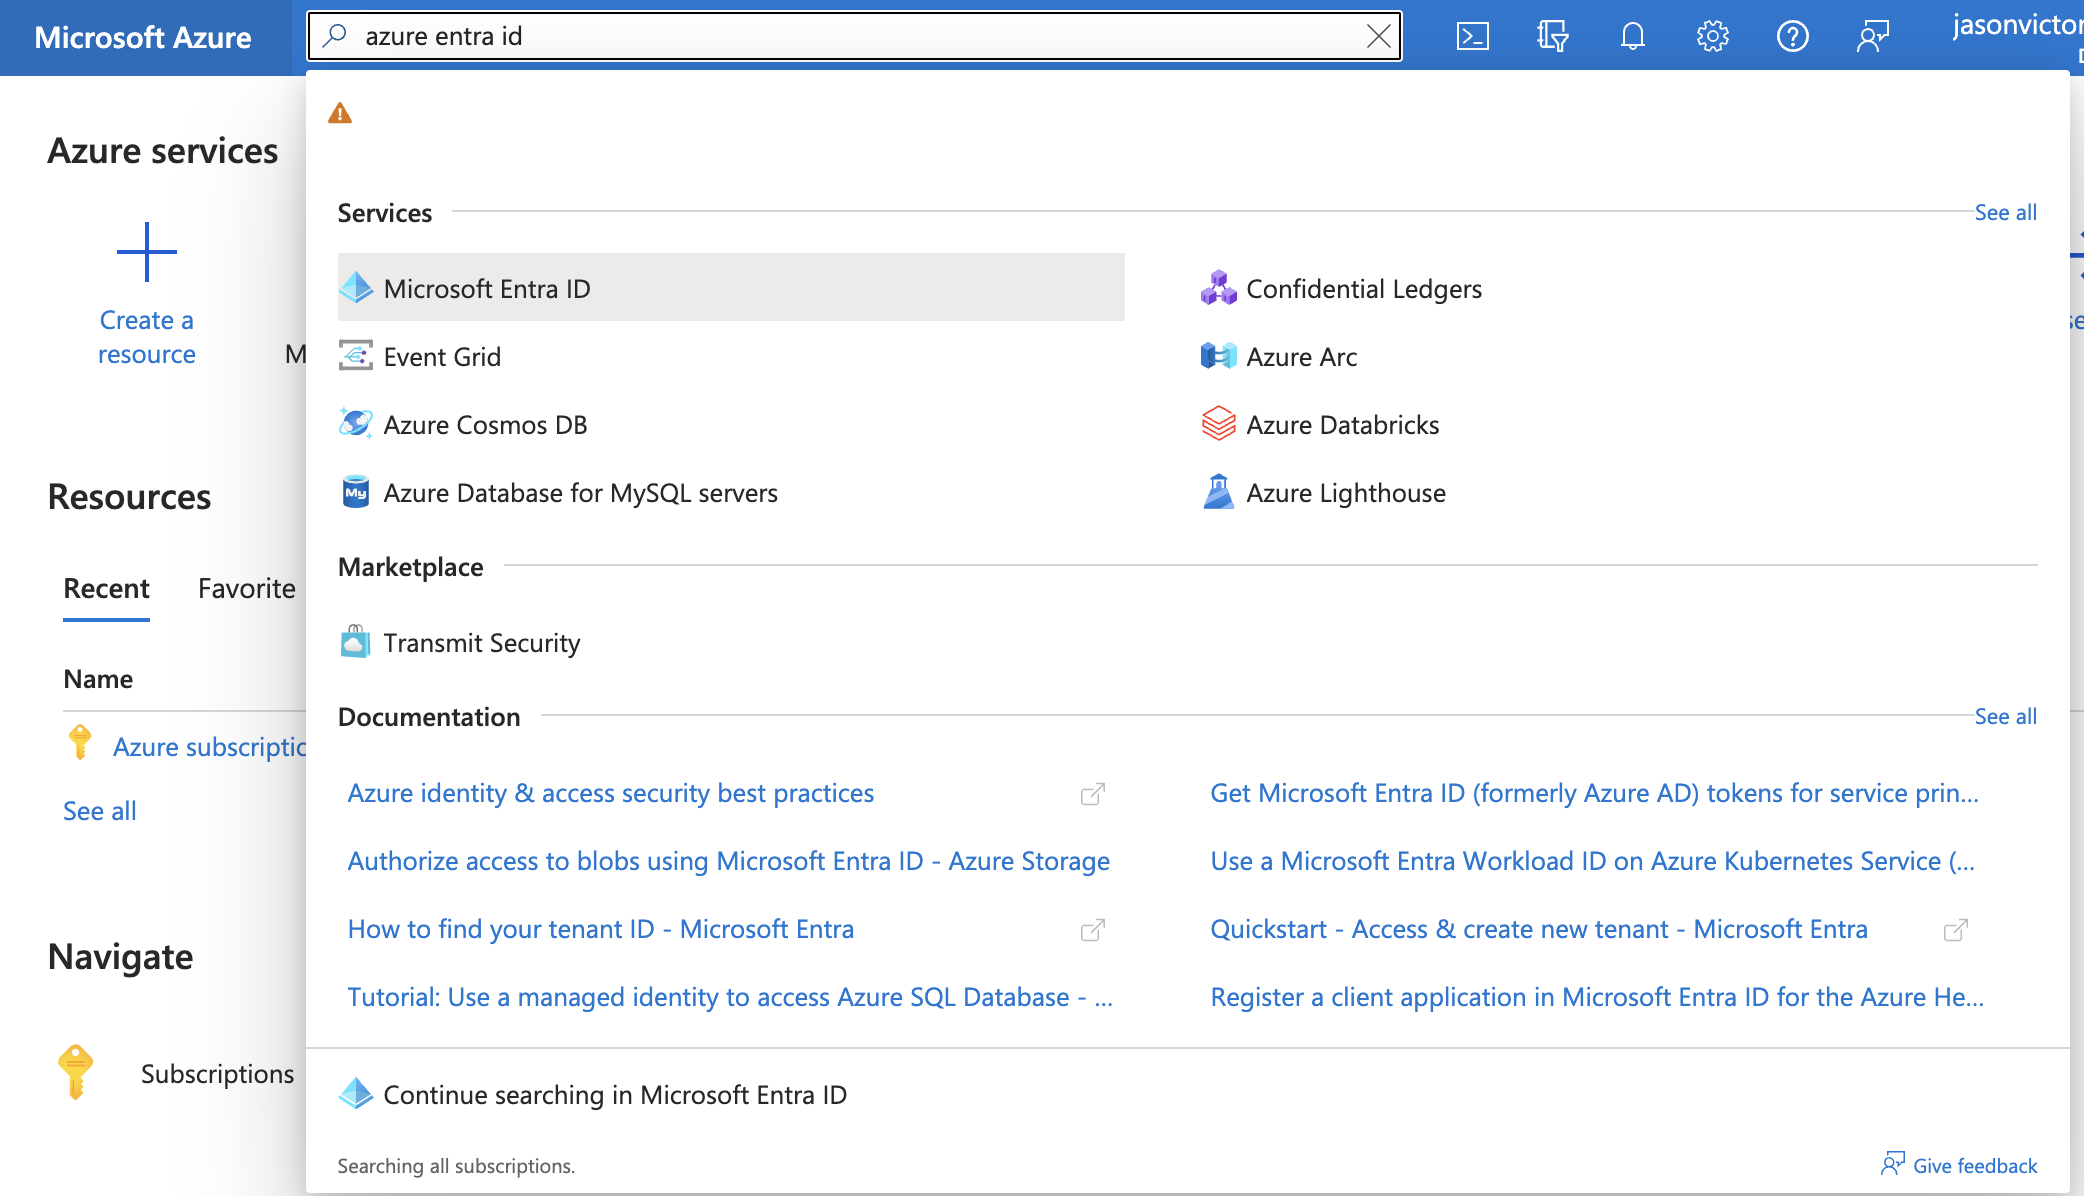 Microsoft Azure
azure entra id
jasonvictor
Azure services
Create a
resource
M
Resources
Recent Favorite
Name
Azure subscriptio
See all
Navigate
Subscriptions
Services
See all
Microsoft Entra ID
Confidential Ledgers
Event Grid
Azure Arc
Azure Cosmos DB
Azure Databricks
My
Azure Database for MySQL servers
Azure Lighthouse
Marketplace
Transmit Security
Documentation
See all
Azure identity & access security best practices
Get Microsoft Entra ID (formerly Azure AD) tokens for service prin...
Authorize access to blobs using Microsoft Entra ID - Azure Storage
Use a Microsoft Entra Workload ID on Azure Kubernetes Service (...
How to find your tenant ID - Microsoft Entra
Quickstart - Access & create new tenant - Microsoft Entra
Tutorial: Use a managed identity to access Azure SQL Database - ...
Register a client application in Microsoft Entra ID for the Azure He...
Continue searching in Microsoft Entra ID
Searching all subscriptions.
Give feedback